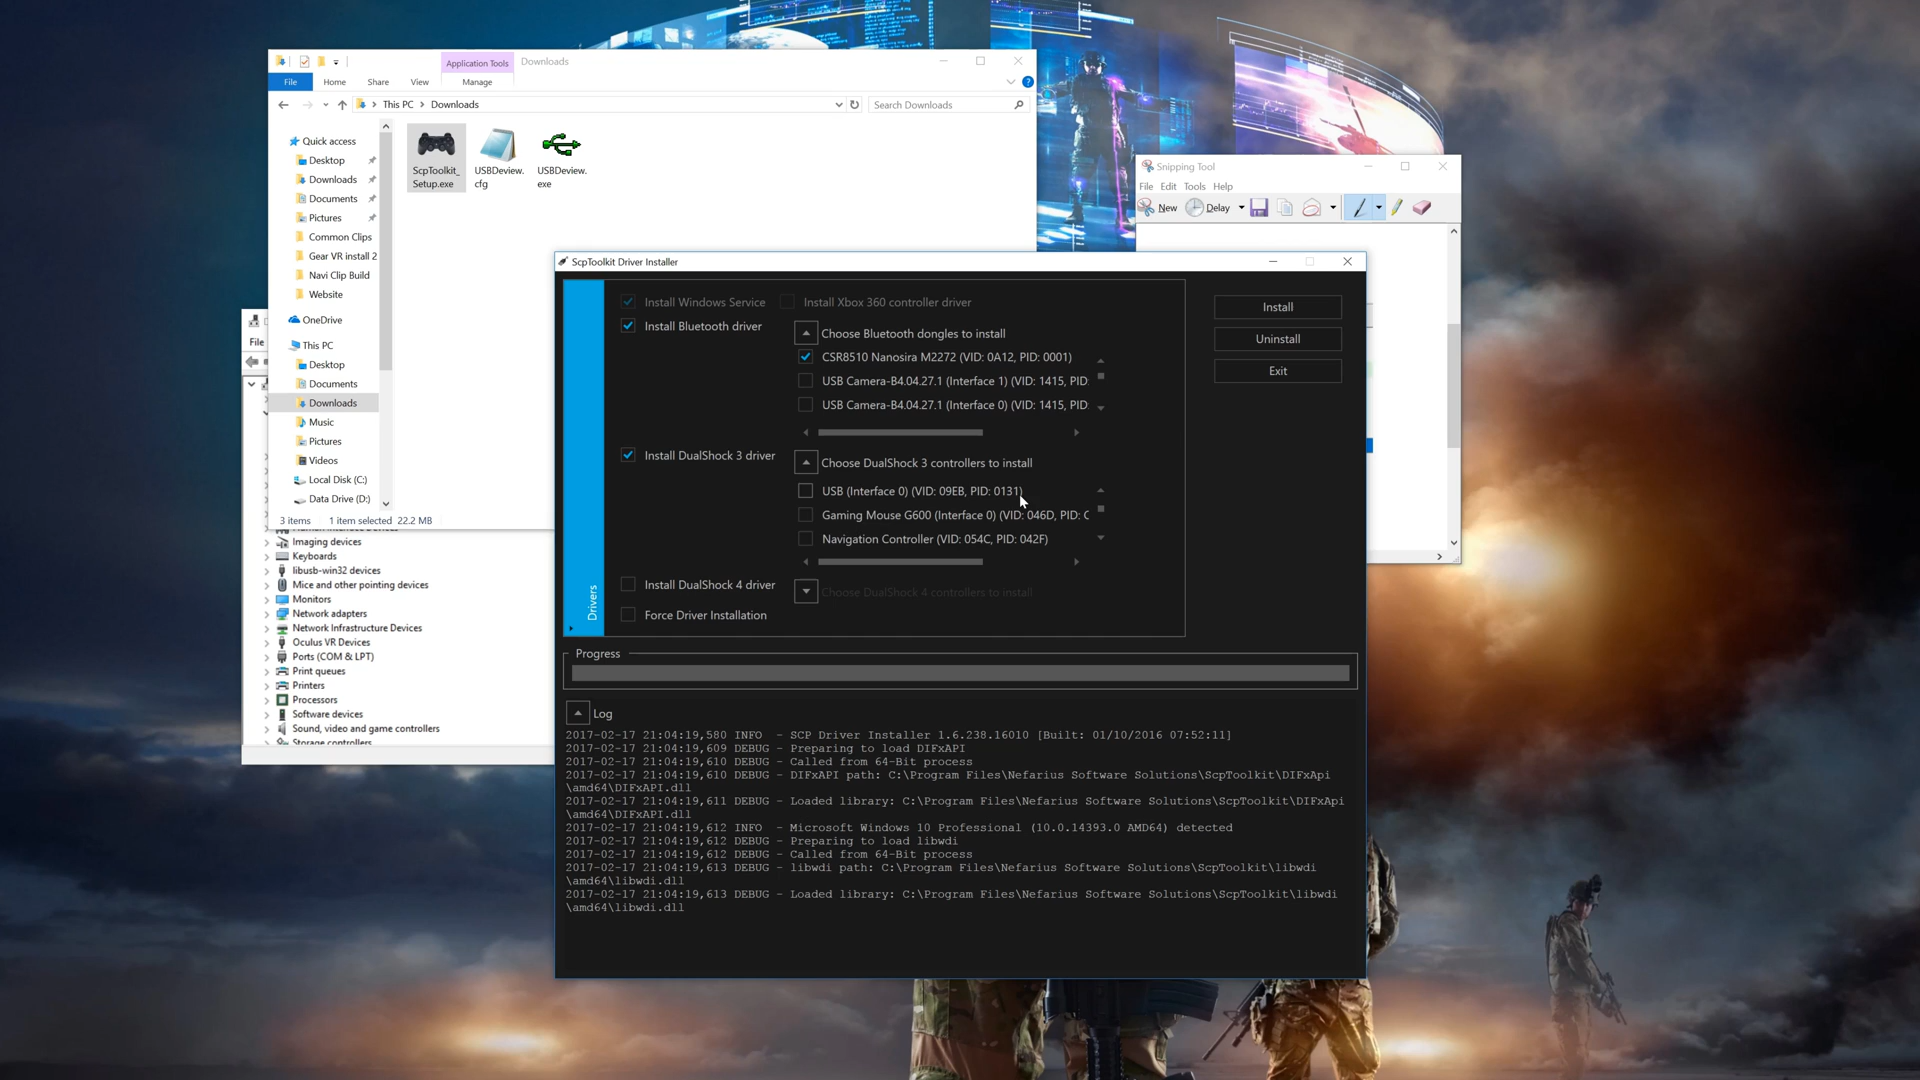 Application Tools
Downloads
File
Home
Share
View
Manage
This PC
Downloads
Search Downloads
Quick access
Desktop
Downloads
Documents
Pictures
Common Clips
Gear VR install 2
Navi Clip Build
Website
OneDrive
This PC
Desktop
Documents
Downloads
Music
Pictures
Videos
Local Disk (C:)
Data Drive (D:)
ScpToolkit_
Setup.exe
USBDeview.
cfg
USBDeview.
exe
3 items
1 item selected 22.2 MB
File
Imaging devices
Keyboards
libusb-win32 devices
Mice and other pointing devices
Monitors
Network adapters
Network Infrastructure Devices
Oculus VR Devices
Ports (COM & LPT)
Print queues
Printers
Processors
Software devices
Sound, video and game controllers
Storage controllers
Snipping Tool
File Edit Tools Help
New
Delay
ScpToolkit Driver Installer
Drivers
Install Windows Service
Install Xbox 360 controller driver
Install Bluetooth driver
Choose Bluetooth dongles to install
CSR8510 Nanosira M2272 (VID: 0A12, PID: 0001)
USB Camera-B4.04.27.1 (Interface 1) (VID: 1415, PID:
USB Camera-B4.04.27.1 (Interface 0) (VID: 1415, PID:
Install DualShock 3 driver
Choose DualShock 3 controllers to install
USB (Interface 0) (VID: 09EB, PID: 0131)
Gaming Mouse G600 (Interface 0) (VID: 046D, PID: C
Navigation Controller (VID: 054C, PID: 042F)
Install DualShock 4 driver
Choose DualShock 4 controllers to install
Force Driver Installation
Install
Uninstall
Exit
Progress
Log
2017-02-17 21:04:19,580 INFO - SCP Driver Installer 1.6.238.16010 [Built: 01/10/2016 07:52:11]
2017-02-17 21:04:19,609 DEBUG - Preparing to load DIFxAPI
2017-02-17 21:04:19,610 DEBUG - Called from 64-Bit process
2017-02-17 21:04:19,610 DEBUG - DIFxAPI path: C:\Program Files\Nefarius Software Solutions\ScpToolkit\DIFxApi
\amd64\DIFxAPI.dll
2017-02-17 21:04:19,611 DEBUG - Loaded library: C:\Program Files\Nefarius Software Solutions\ScpToolkit\DIFxApi
\amd64\DIFxAPI.dll
2017-02-17 21:04:19,612 INFO - Microsoft Windows 10 Professional (10.0.14393.0 AMD64) detected
2017-02-17 21:04:19,612 DEBUG - Preparing to load libwdi
2017-02-17 21:04:19,612 DEBUG - Called from 64-Bit process
2017-02-17 21:04:19,613 DEBUG - libwdi path: C:\Program Files\Nefarius Software Solutions\ScpToolkit\libwdi
\amd64\libwdi.dll
2017-02-17 21:04:19,613 DEBUG - Loaded library: C:\Program Files\Nefarius Software Solutions\ScpToolkit\libwdi
\amd64\libwdi.dll